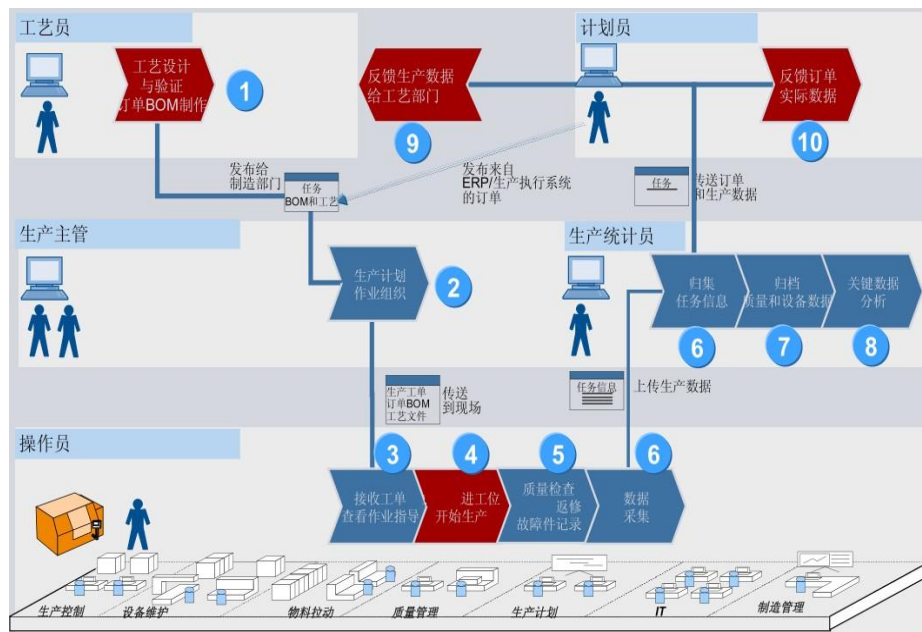 工艺员
计划员
工艺设计
与验证
订单BOM制作
1
反馈生产数据
给工艺部门
9
反馈订单
实际数据
10
发布给
制造部门
任务
BOM和工艺
发布来自
ERP/生产执行系统
的订单
任务
传送订单
和生产数据
生产主管
生产统计员
生产计划
作业组织
2
归集
任务信息
6
归档
质量和设备数据
7
关键数据
分析
8
生产工单
订单BOM
工艺文件
传送
到现场
任务信息
上传生产数据
操作员
3
接收工单
查看作业指导
4
进工位
开始生产
5
质量检查
返修
故障件记录
6
数据
采集
生产控制
设备维护
物料拉动
质量管理
生产计划
IT
制造管理